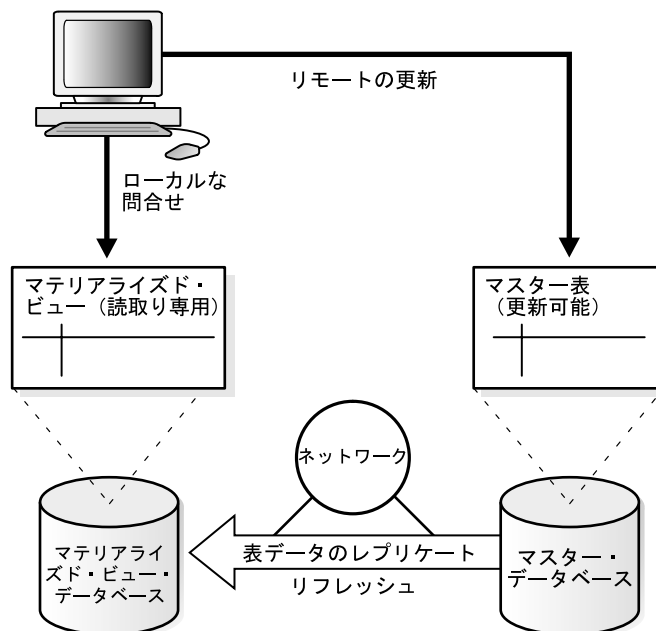 リモートの更新
ローカルな
問合せ
マテリアライズド・
ビュー（読取り専用）
マスター表
（更新可能）
ネットワーク
表データのレプリケート
リフレッシュ
マテリアライ
ズド・ビュー・
データベース
マスター・
データベース